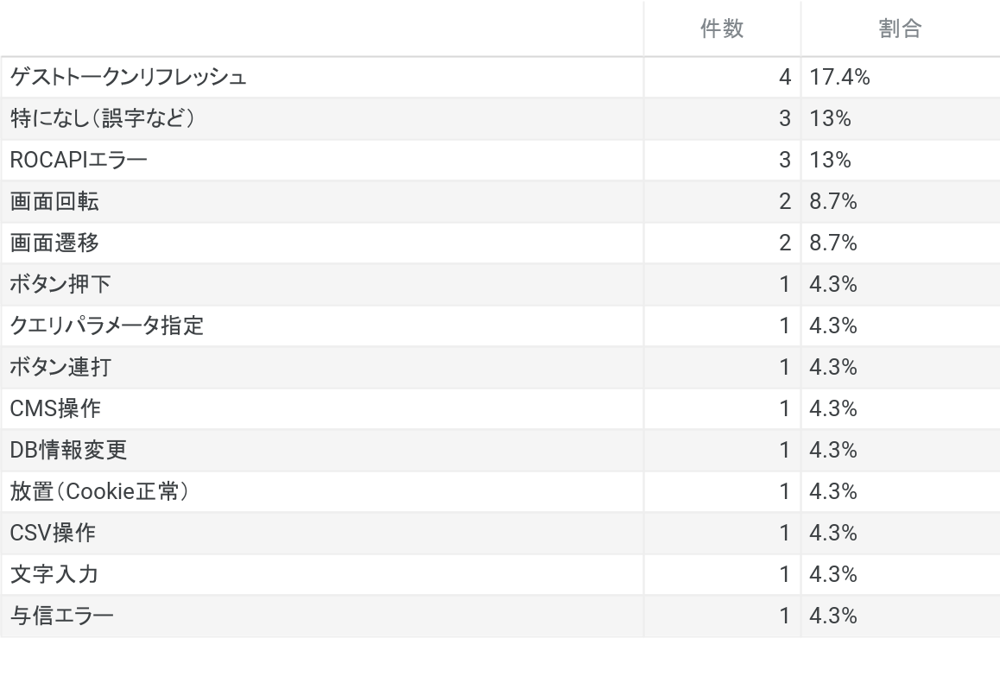 件数 割合
ゲストトークンリフレッシュ 4 17.4%
特になし（誤字など） 3 13%
ROCAPIエラー 3 13%
画面回転 2 8.7%
画面遷移 2 8.7%
ボタン押下 1 4.3%
クエリパラメータ指定 1 4.3%
ボタン連打 1 4.3%
CMS操作 1 4.3%
DB情報変更 1 4.3%
放置（Cookie正常） 1 4.3%
CSV操作 1 4.3%
文字入力 1 4.3%
与信エラー 1 4.3%